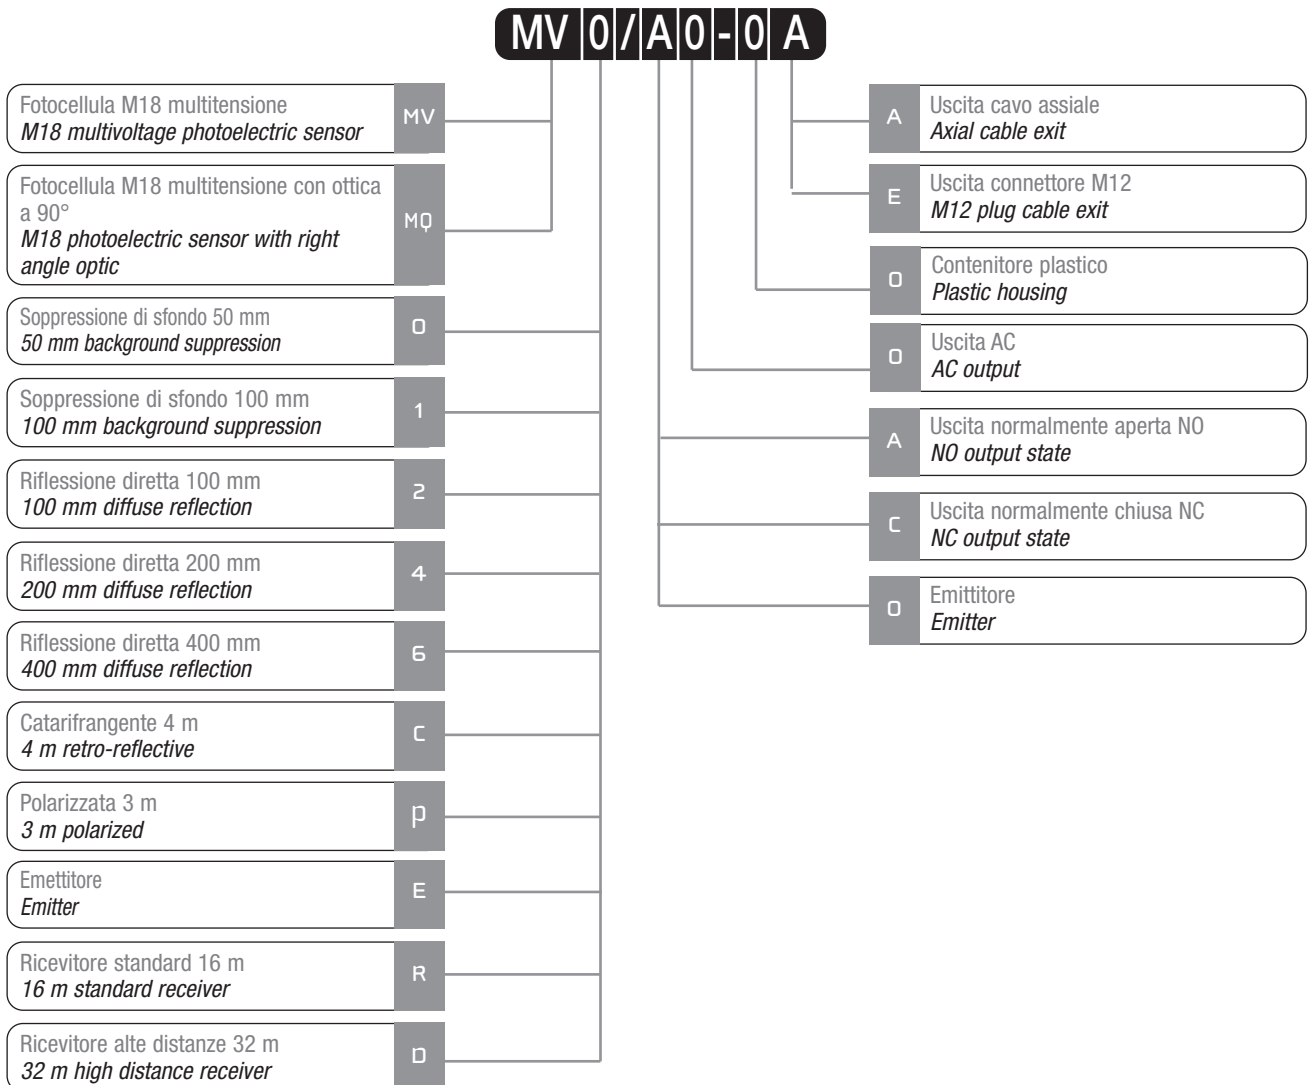 MV 0/A0-0 A
Fotocellula M18 multitensione
M18 multivoltage photoelectric sensor
MV
Fotocellula M18 multitensione con ottica
a 90°
M18 photoelectric sensor with right
angle optic
MQ
Soppressione di sfondo 50 mm
50 mm background suppression
0
Soppressione di sfondo 100 mm
100 mm background suppression
1
Riflessione diretta 100 mm
100 mm diffuse reflection
2
Riflessione diretta 200 mm
200 mm diffuse reflection
4
Riflessione diretta 400 mm
400 mm diffuse reflection
6
Catarifrangente 4 m
4 m retro-reflective
C
Polarizzata 3 m
3 m polarized
P
Emettitore
Emitter
E
Ricevitore standard 16 m
16 m standard receiver
R
Ricevitore alte distanze 32 m
32 m high distance receiver
D
A
Uscita cavo assiale
Axial cable exit
E
Uscita connettore M12
M12 plug cable exit
0
Contenitore plastico
Plastic housing
0
Uscita AC
AC output
A
Uscita normalmente aperta NO
NO output state
C
Uscita normalmente chiusa NC
NC output state
0
Emittitore
Emitter